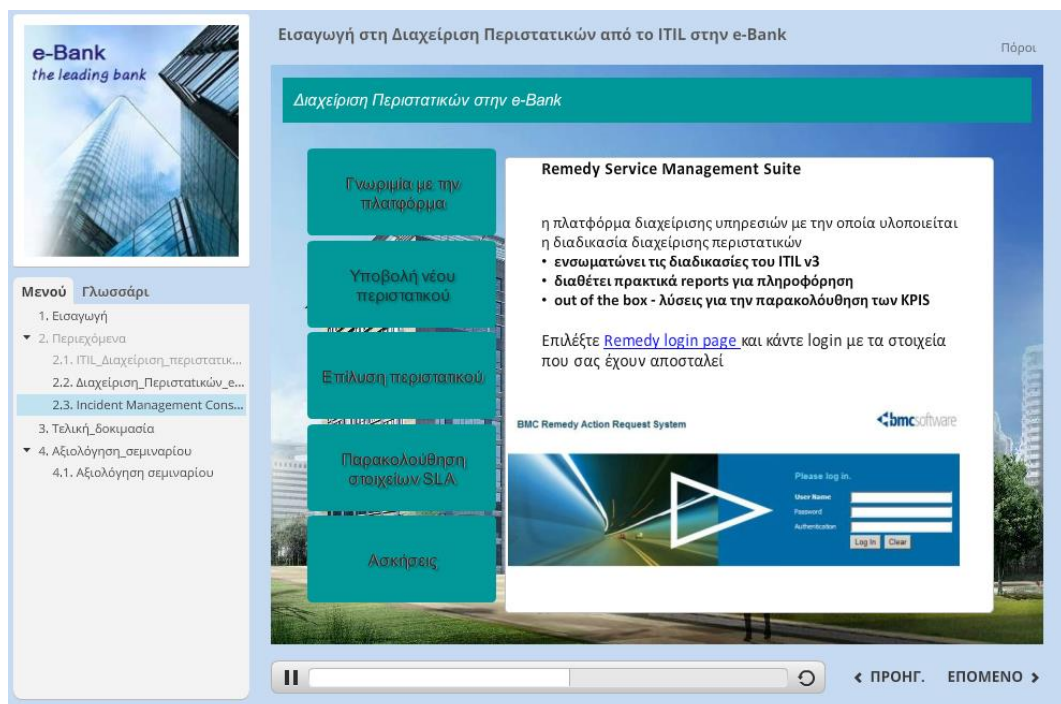 e-Bank
the leading bank
Μενού Γλωσσάρι
1. Εισαγωγή
2. Περιεχόμενα
2.1. ITIL_Διαχείριση_περιστατικ...
2.2. Διαχείριση_Περιστατικών_e...
2.3. Incident Management Cons...
3. Τελική_δοκιμασία
4. Αξιολόγηση_σεμιναρίου
4.1. Αξιολόγηση σεμιναρίου
Εισαγωγή στη Διαχείριση Περιστατικών από το ITIL στην e-Bank
Πόροι
Διαχείριση Περιστατικών στην e-Bank
Γνωριμία με την
πλατφόρμα
Υποβολή νέου
περιστατικού
Επίλυση περιστατικού
Παρακολούθηση
στοιχείων SLA
Ασκήσεις
Remedy Service Management Suite
η πλατφόρμα διαχείρισης υπηρεσιών με την οποία υλοποιείται
η διαδικασία διαχείρισης περιστατικών
• ενσωματώνει τις διαδικασίες του ITIL v3
• διαθέτει πρακτικά reports για πληροφόρηση
• out of the box - λύσεις για την παρακολούθηση των KPIS
Επιλέξτε Remedy login page και κάντε login με τα στοιχεία
που σας έχουν αποσταλεί
BMC Remedy Action Request System
bmcsoftware
Please log in.
User Name
Password
Authentication
Log In Clear
ΠΡΟΗΓ. ΕΠΟΜΕΝΟ